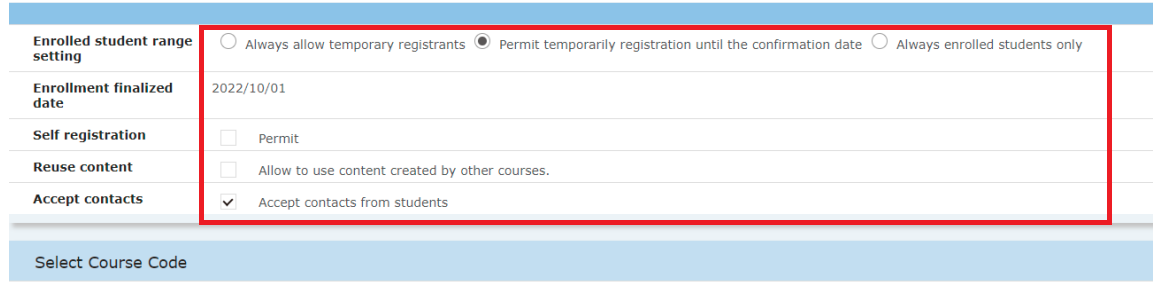 Enrolled student range setting
Always allow temporary registrants Permit temporarily registration until the confirmation date Always enrolled students only
Enrollment finalized date
2022/10/01
Self registration
Permit
Reuse content
Allow to use content created by other courses.
Accept contacts
Accept contacts from students
Select Course Code